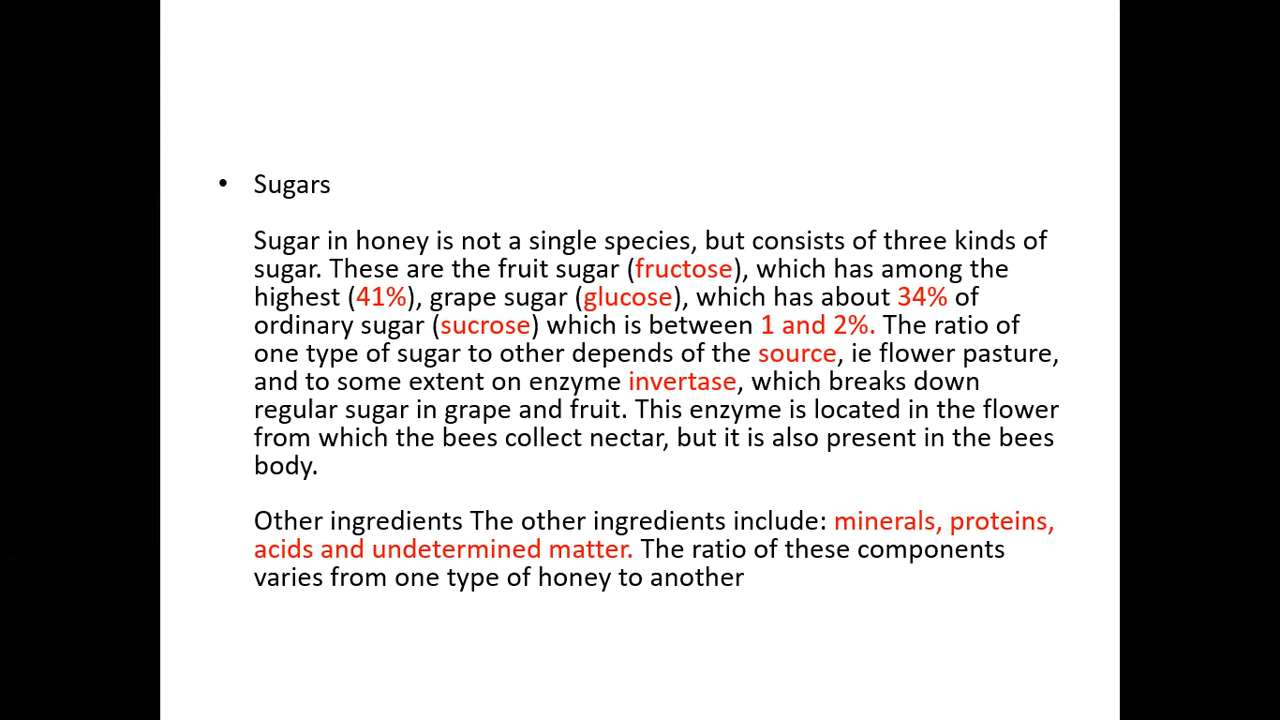 • Sugars
Sugar in honey is not a single species, but consists of three kinds of
sugar. These are the fruit sugar (fructose), which has among the
highest (41%), grape sugar (glucose), which has about 34% of
ordinary sugar (sucrose) which is between 1 and 2%. The ratio of
one type of sugar to other depends of the source, ie flower pasture,
and to some extent on enzyme invertase, which breaks down
regular sugar in grape and fruit. This enzyme is located in the flower
from which the bees collect nectar, but it is also present in the bees
body.
Other ingredients The other ingredients include: minerals, proteins,
acids and undetermined matter. The ratio of these components
varies from one type of honey to another